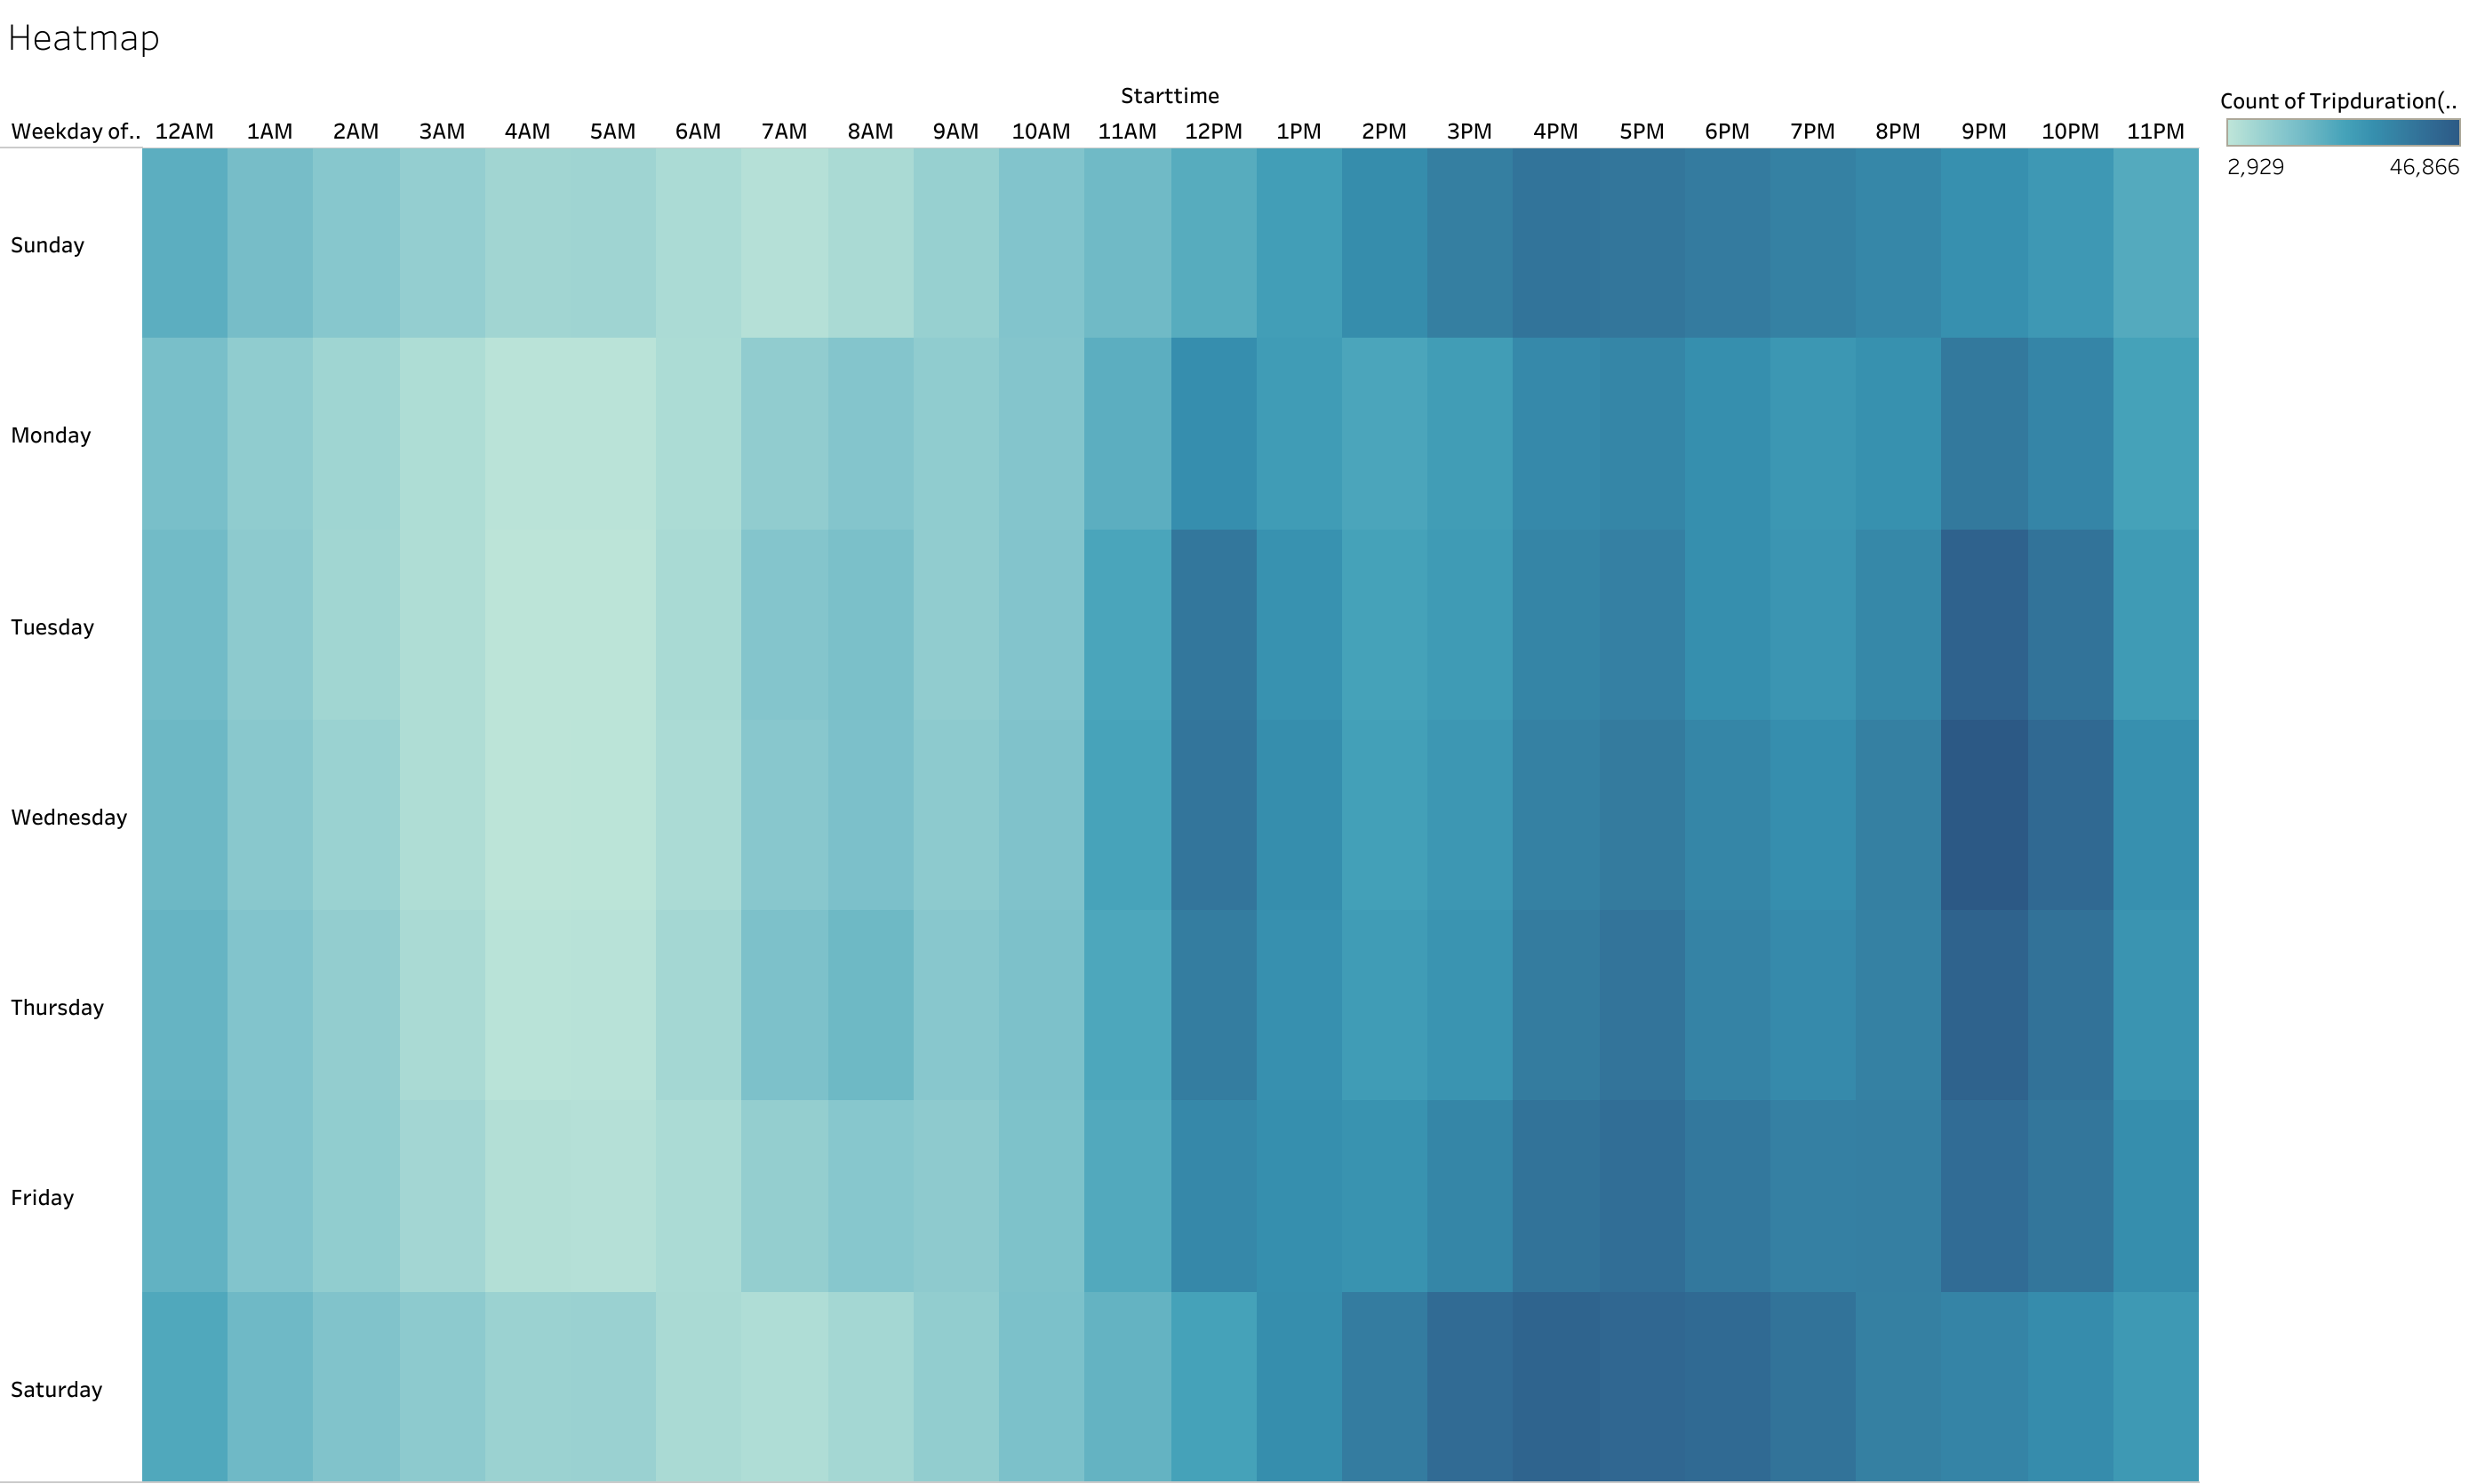 Heatmap
Starttime
Count of Tripduration(..
Weekday of.. 12AM 1AM 2AM 3AM 4AM 5AM 6AM 7AM 8AM 9AM 10AM 11AM 12PM 1PM 2PM 3PM 4PM 5PM 6PM 7PM 8PM 9PM 10PM 11PM
2,929 46,866
Sunday
Monday
Tuesday
Wednesday
Thursday
Friday
Saturday